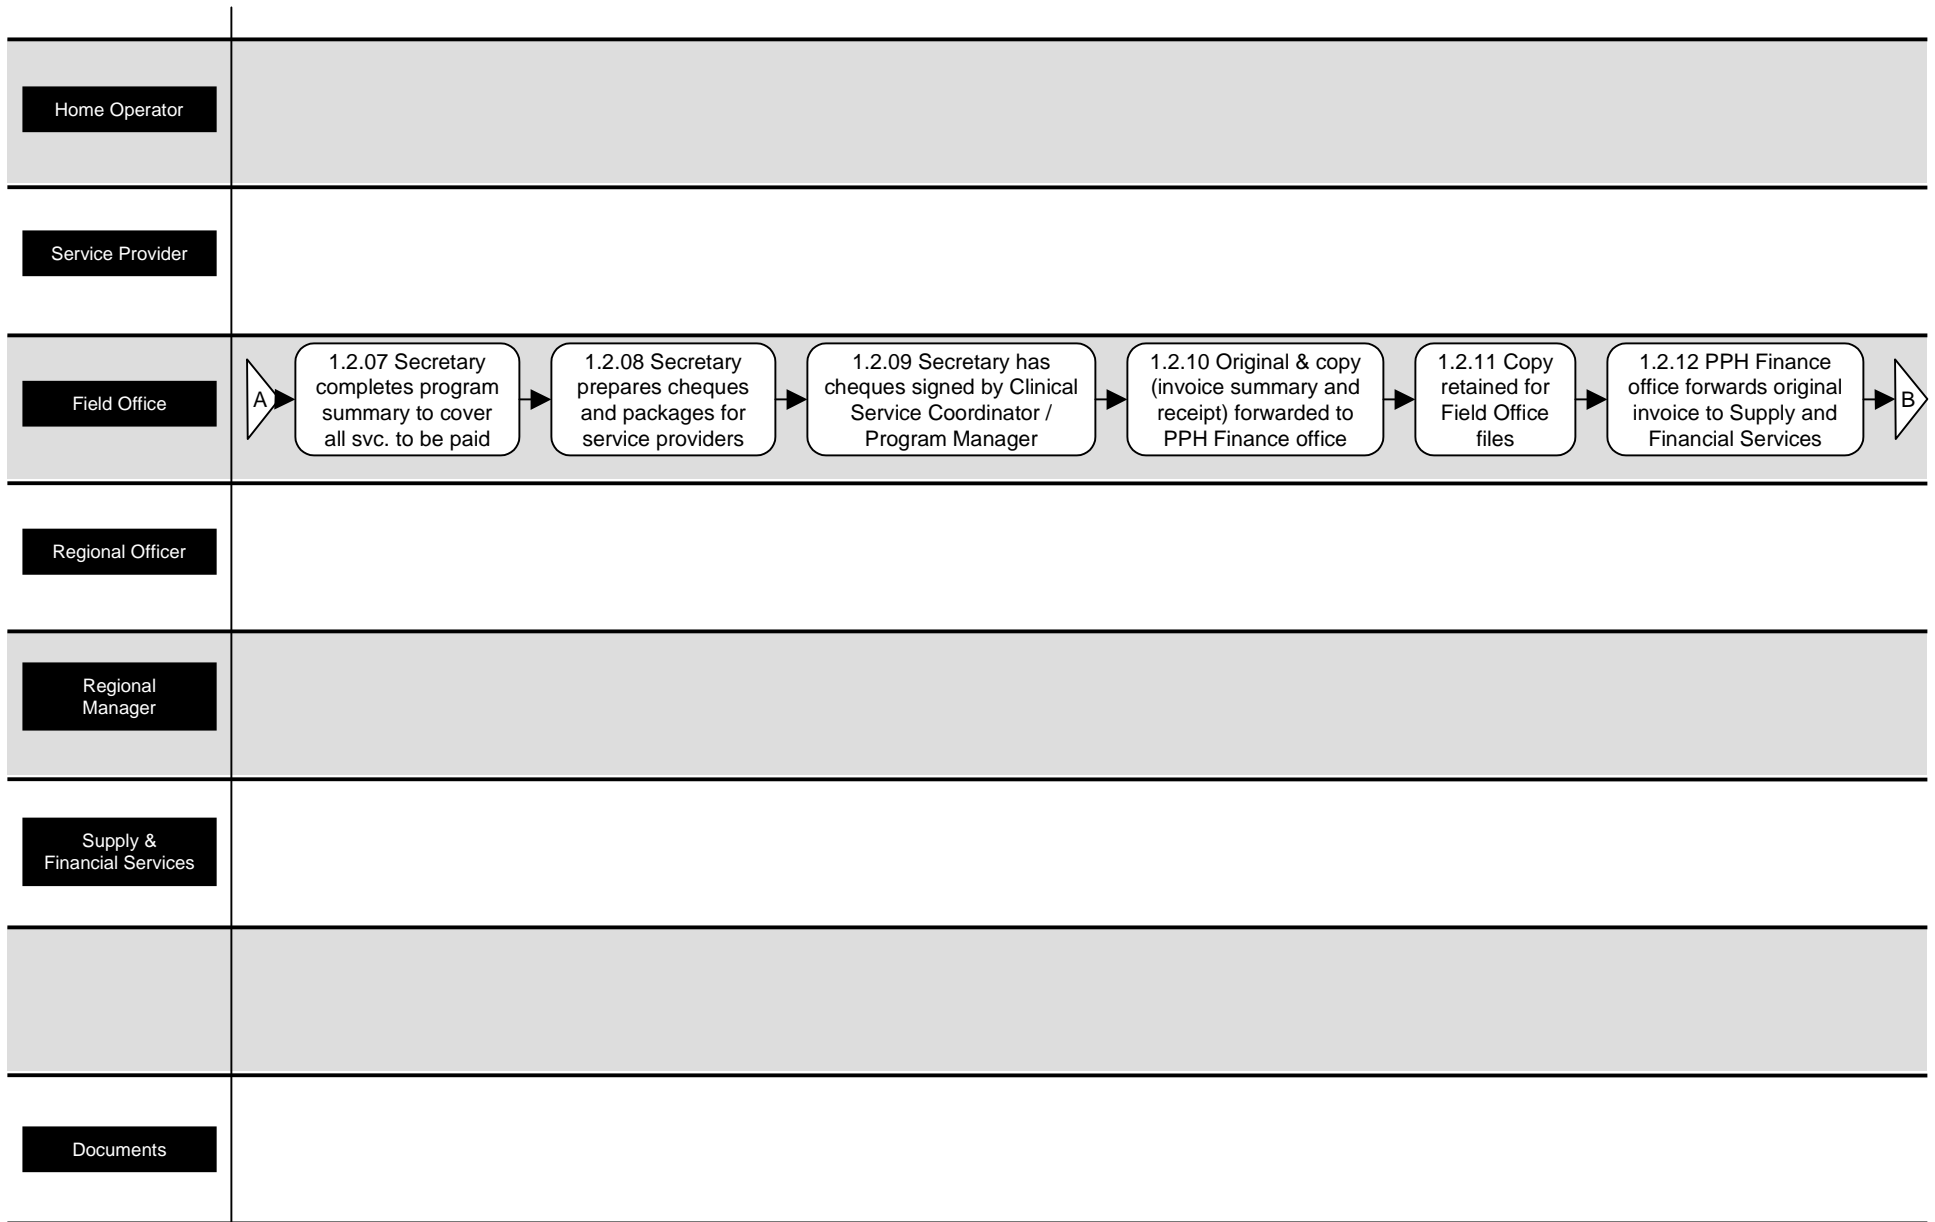 Home Operator
Service Provider
Field Office
A
1.2.07 Secretary
completes program
summary to cover
all svc. to be paid
1.2.08 Secretary
prepares cheques
and packages for
service providers
1.2.09 Secretary has
cheques signed by Clinical
Service Coordinator /
Program Manager
1.2.10 Original & copy
(invoice summary and
receipt) forwarded to
PPH Finance office
1.2.11 Copy
retained for
Field Office
files
1.2.12 PPH Finance
office forwards original
invoice to Supply and
Financial Services
B
Regional Officer
Regional
Manager
Supply &
Financial Services
Documents